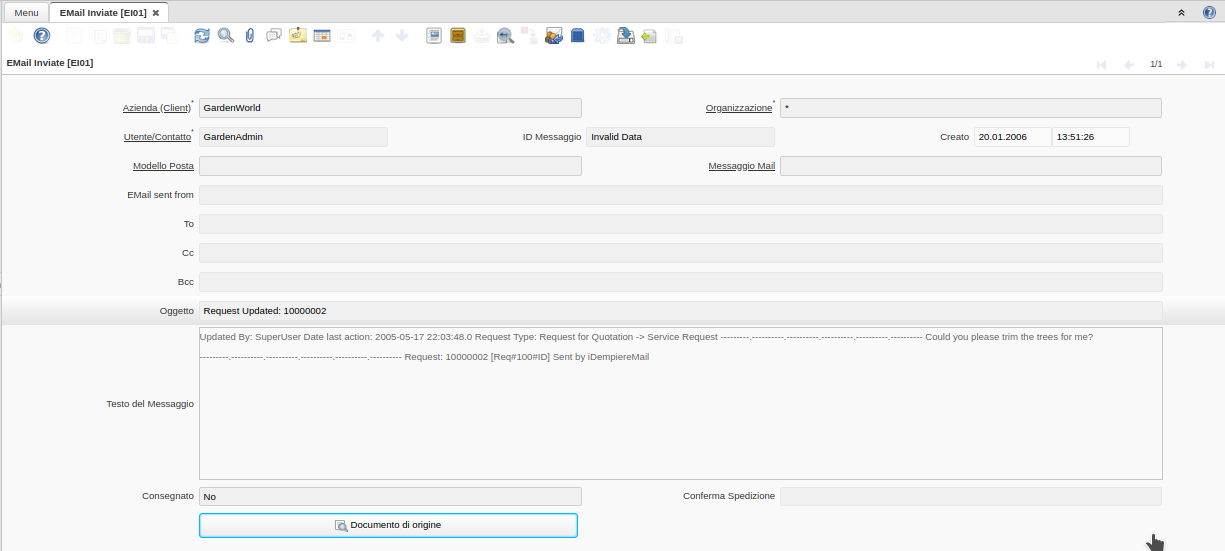 Menu
EMail Inviate [EI01]
EMail Inviate [EI01]
1/1
Azienda (Client)* GardenWorld Organizzazione* *
Utente/Contatto* GardenAdmin ID Messaggio Invalid Data Creato 20.01.2006 13:51:26
Modello Posta Messaggio Mail
EMail sent from
To
Cc
Bcc
Oggetto Request Updated: 10000002
Updated By: SuperUser Date last action: 2005-05-17 22:03:48.0 Request Type: Request for Quotation -> Service Request ---------.----------.----------.----------.----------.---------- Could you please trim the trees for me?
---------.----------.----------.----------.----------.---------- Request: 10000002 [Req#100#ID] Sent by iDempiereMail
Testo del Messaggio
Consegnato No Conferma Spedizione
Documento di origine